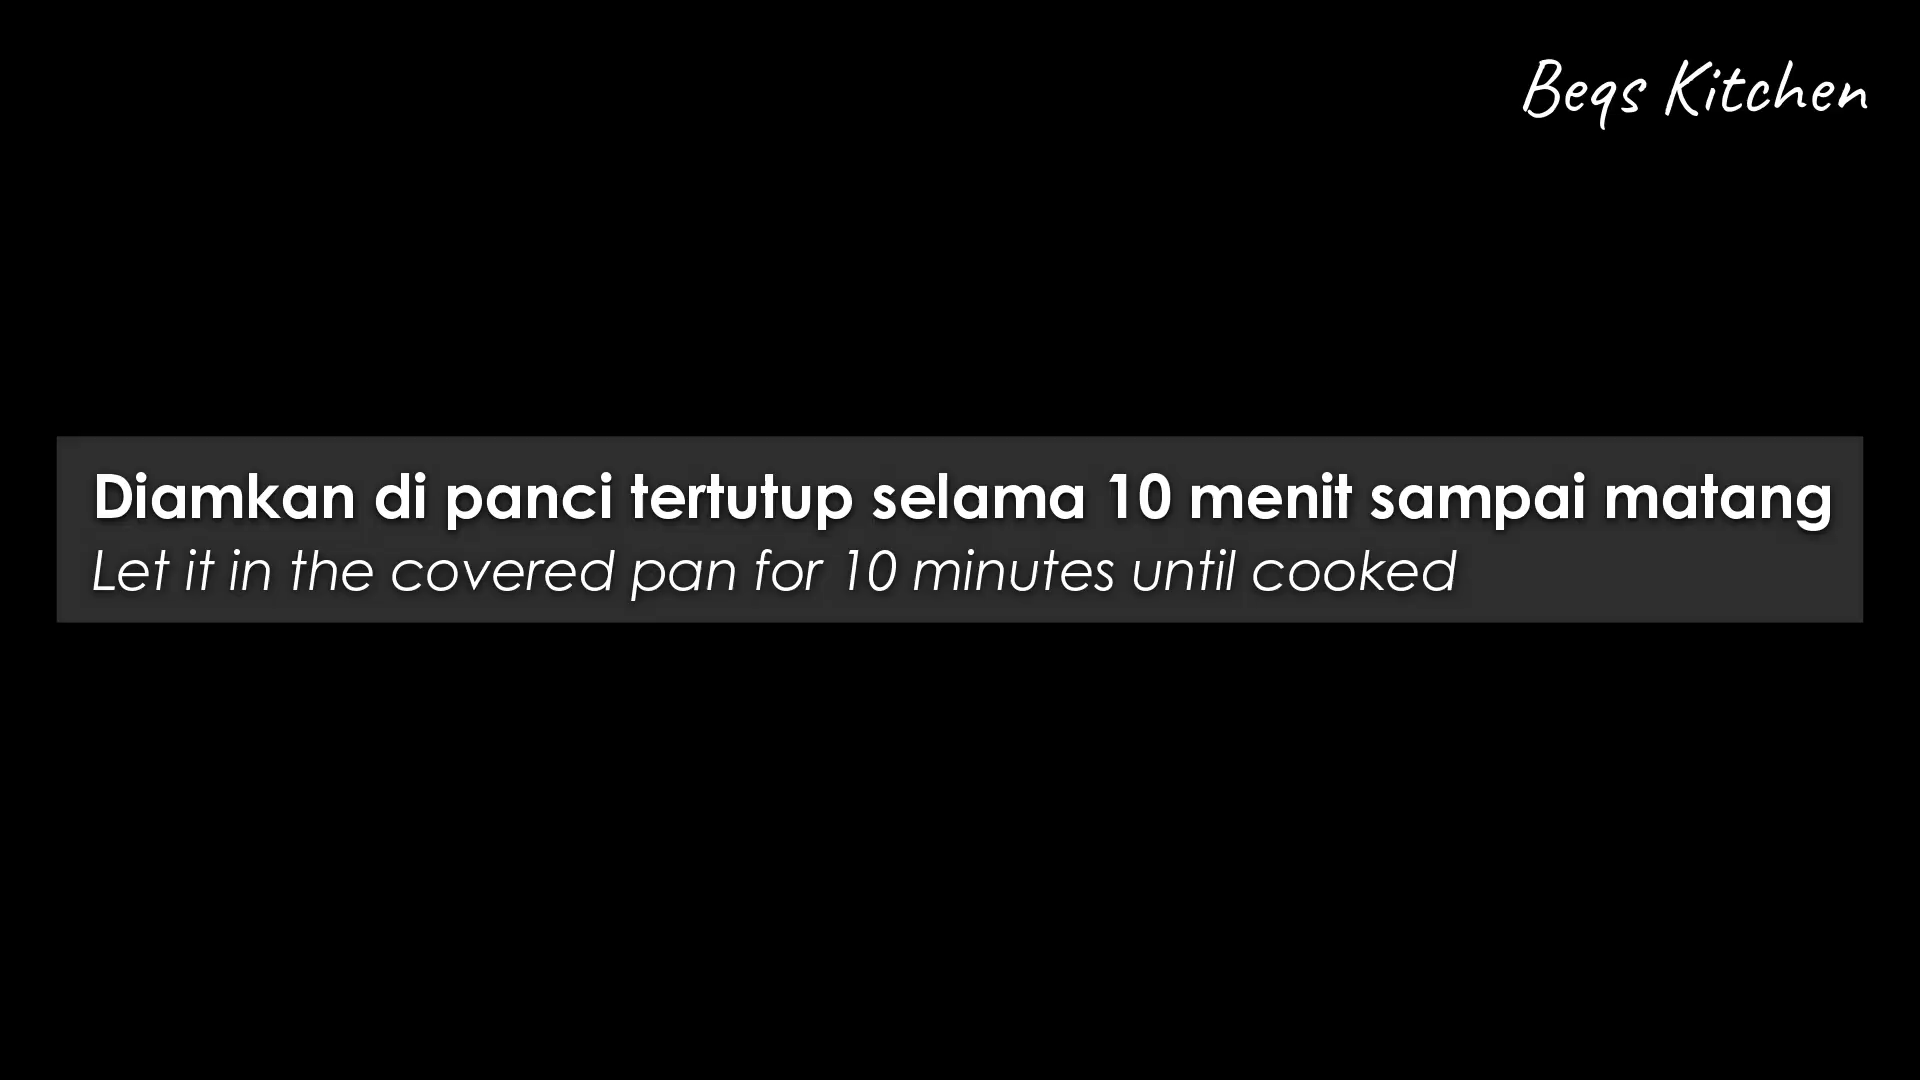 Beqs Kitchen
Diamkan di panci tertutup selama 10 menit sampai matang
Let it in the covered pan for 10 minutes until cooked